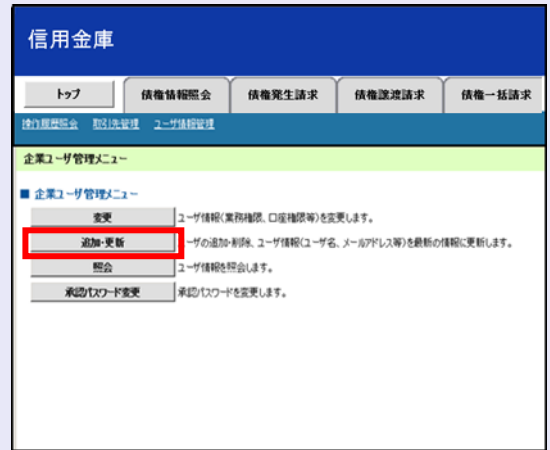 信用金庫
トップ 債権情報照会 債権発生請求 債権譲渡請求 債権一括請求
操作履歴照会 取引先管理 ユーザ情報管理
企業ユーザ管理メニュー
■ 企業ユーザ管理メニュー
変更 ユーザ情報(業務権限、口座権限等)を変更します。
追加・更新 ユーザの追加・削除、ユーザ情報(ユーザ名、メールアドレス等)を最新の情報に更新します。
照会 ユーザ情報を照会します。
承認パスワード変更 承認パスワードを変更します。